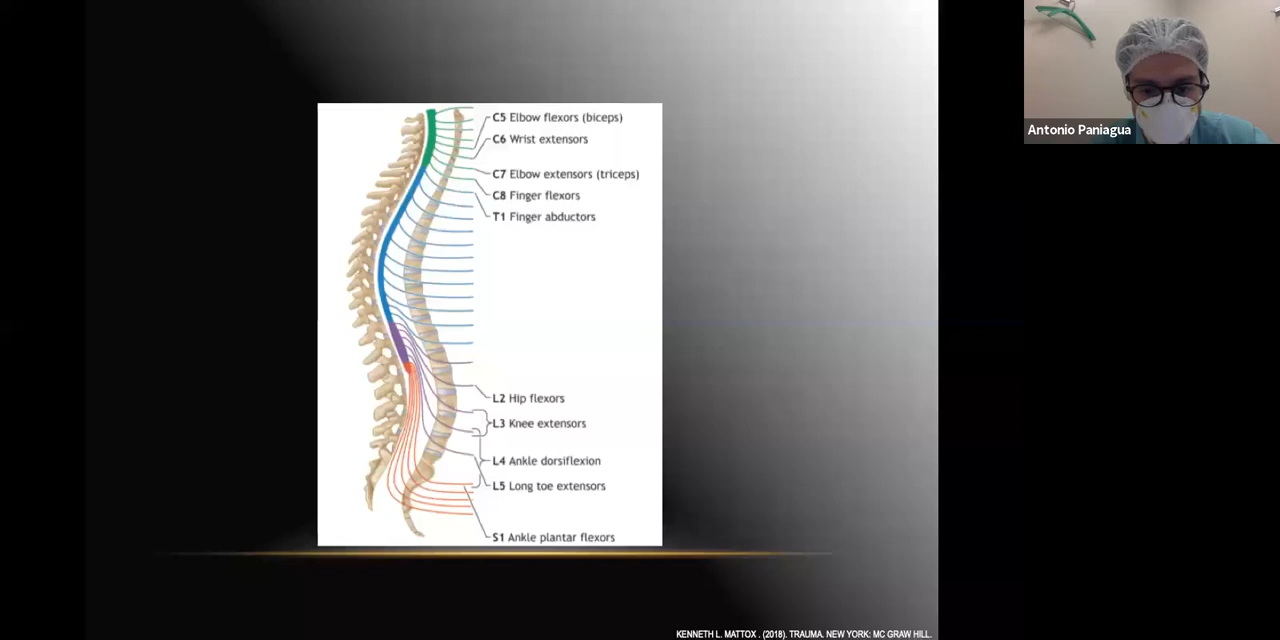 C5 Elbow flexors (biceps)
C6 Wrist extensors
C7 Elbow extensors (triceps)
C8 Finger flexors
T1 Finger abductors
L2 Hip flexors
L3 Knee extensors
L4 Ankle dorsiflexion
L5 Long toe extensors
S1 Ankle plantar flexors
KENNETH L. MATTOX . (2018). TRAUMA. NEW YORK: MC GRAW HILL.
Antonio Paniagua